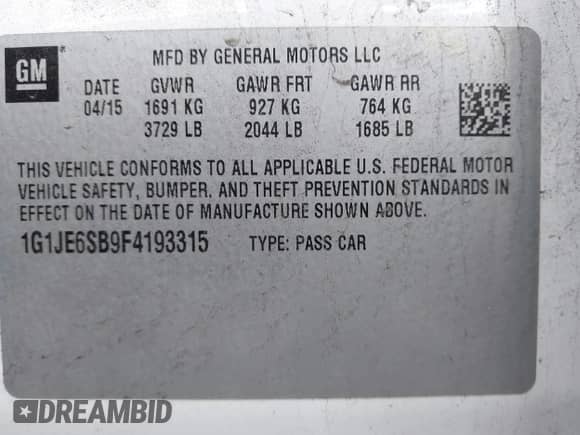 GM
MFD BY GENERAL MOTORS LLC
DATE GVWR GAWR FRT GAWR RR
04/15 1691 KG 927 KG 764 KG
3729 LB 2044 LB 1685 LB
THIS VEHICLE CONFORMS TO ALL APPLICABLE U.S. FEDERAL MOTOR
VEHICLE SAFETY, BUMPER, AND THEFT PREVENTION STANDARDS IN
EFFECT ON THE DATE OF MANUFACTURE SHOWN ABOVE.
1G1JE6SB9F4193315 TYPE: PASS CAR
DREAMBID